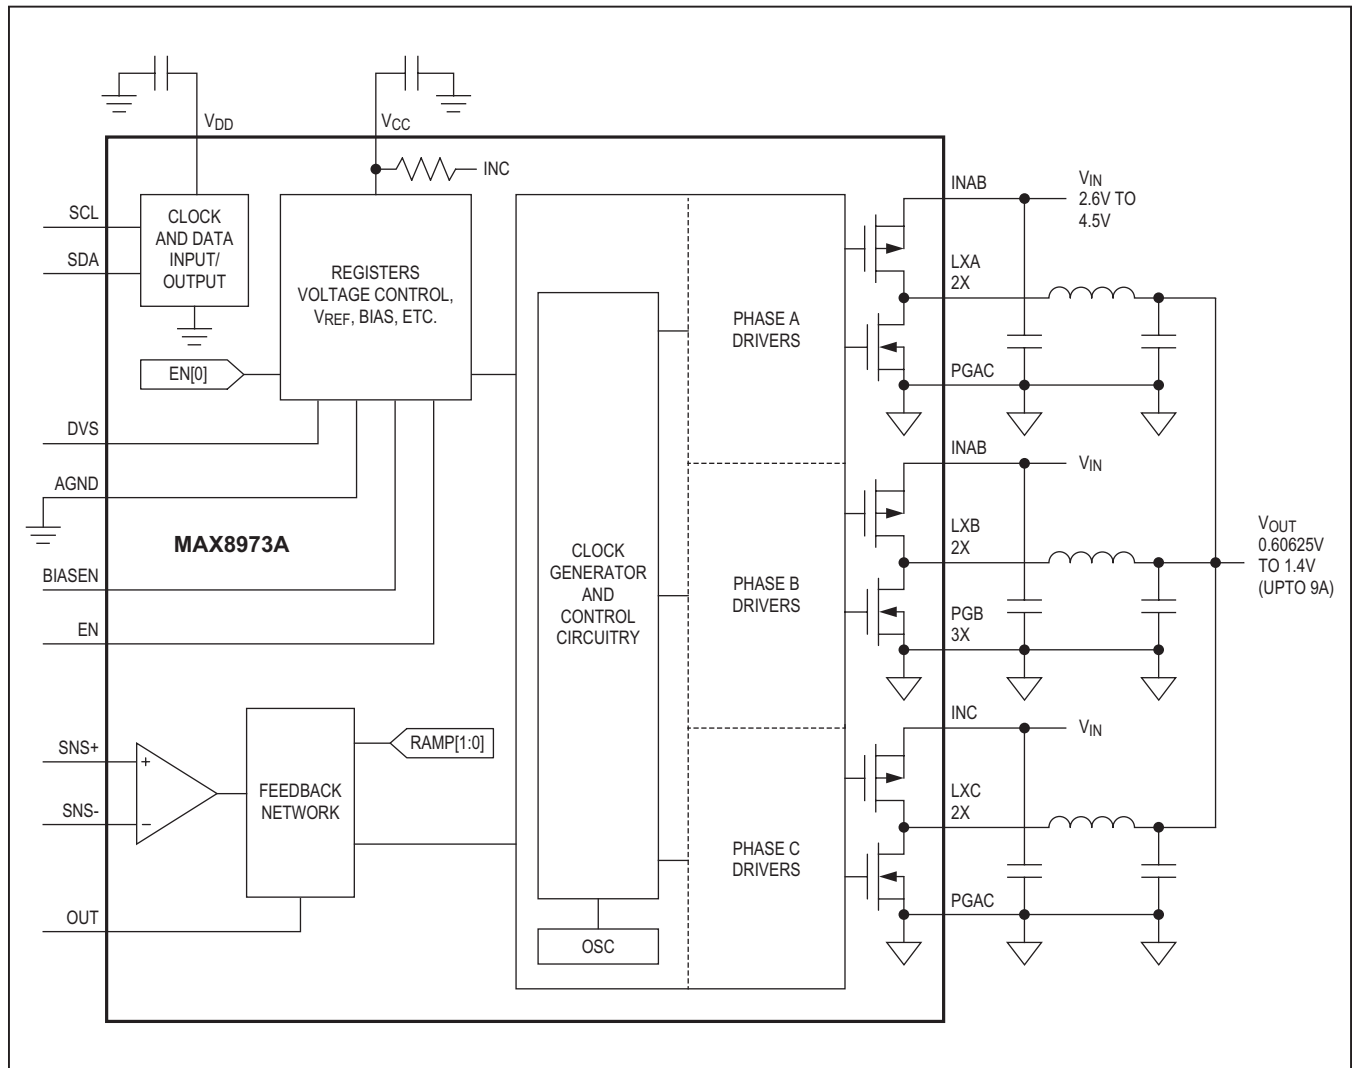 VDD
VCC
INC
SCL
SDA
CLOCK
AND DATA
INPUT/
OUTPUT
REGISTERS
VOLTAGE CONTROL,
VREF, BIAS, ETC.
EN[0]
DVS
AGND
MAX8973A
BIASEN
EN
SNS+
+
SNS-
−
FEEDBACK
NETWORK
RAMP[1:0]
OUT
CLOCK
GENERATOR
AND
CONTROL
CIRCUITRY
OSC
PHASE A
DRIVERS
PHASE B
DRIVERS
PHASE C
DRIVERS
INAB
VIN
2.6V TO
4.5V
LXA
2X
PGAC
INAB
VIN
LXB
2X
PGB
3X
VOUT
0.60625V
TO 1.4V
(UPTO 9A)
INC
VIN
LXC
2X
PGAC